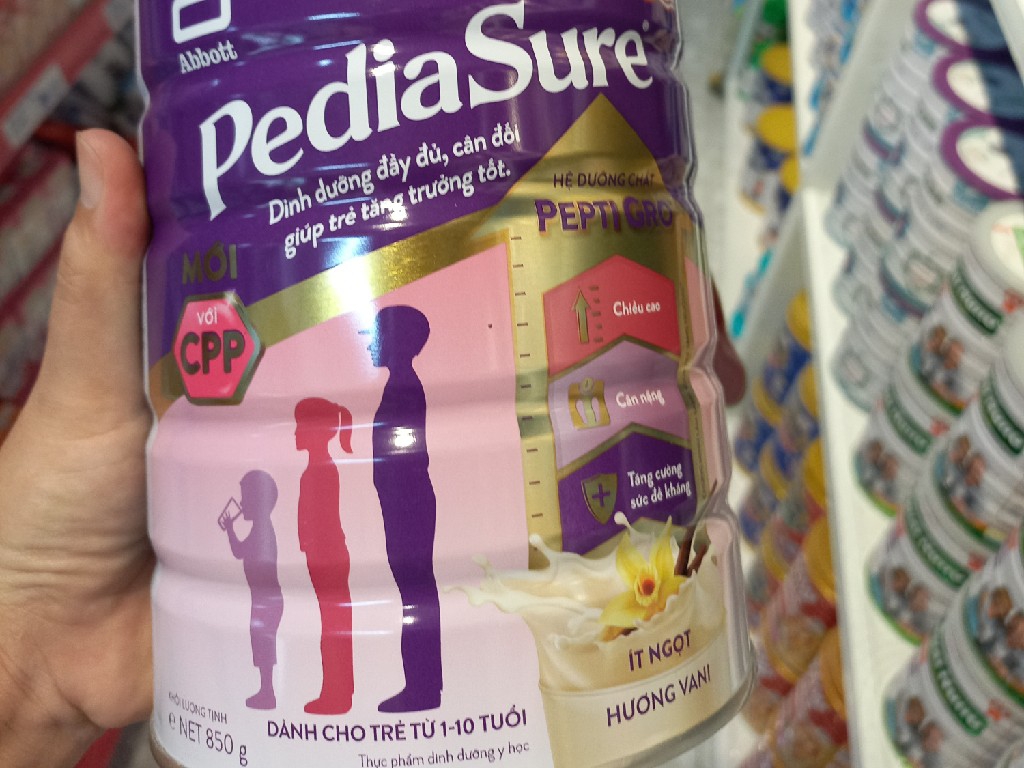 Abbott
PediaSure
Dinh dưỡng đầy đủ, cân đối
giúp trẻ tăng trưởng tốt.
HỆ DƯỠNG CHẤT
PEPTIGRO
MỚI
với
CPP
Chiều cao
Cân nặng
Tăng cường
sức đề kháng
ÍT NGỌT
HƯƠNG VANI
KHỐI LƯỢNG TỊNH
e NET 850 g
DÀNH CHO TRẺ TỪ 1-10 TUỔI
Thực phẩm dinh dưỡng y học